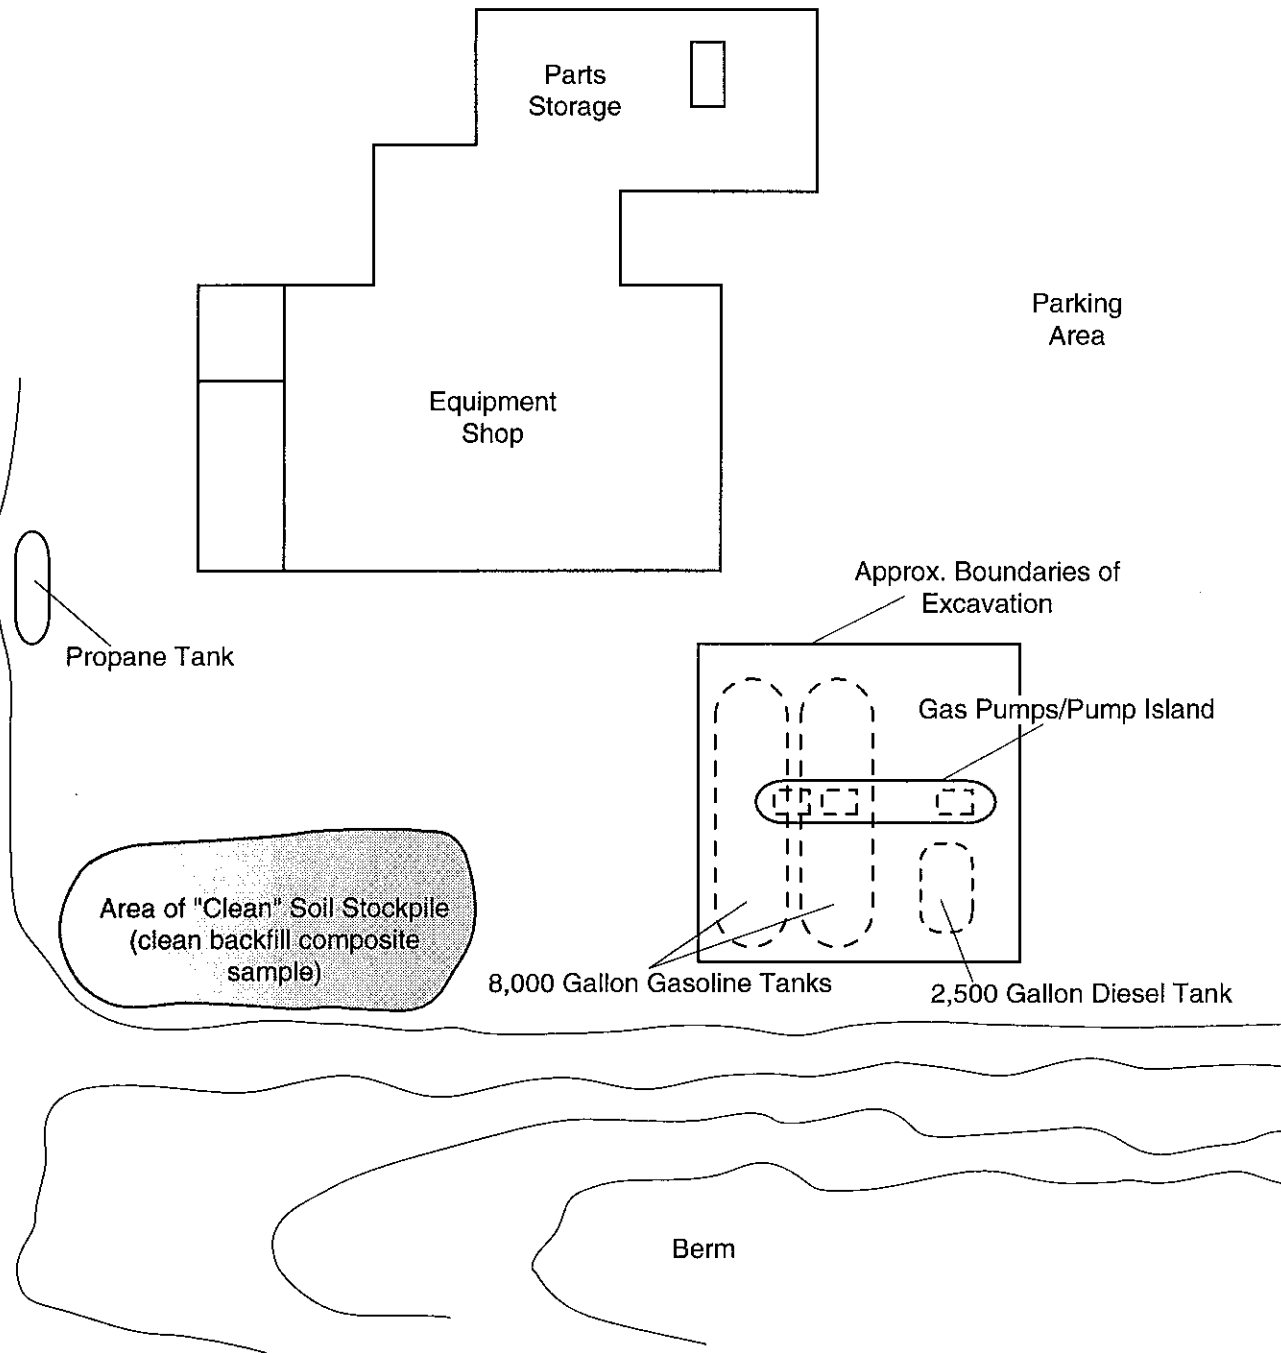 Parts
Storage
Parking
Area
Equipment
Shop
Approx. Boundaries of
Excavation
Propane Tank
Gas Pumps/Pump Island
Area of "Clean" Soil Stockpile
(clean backfill composite
sample)
8,000 Gallon Gasoline Tanks
2,500 Gallon Diesel Tank
Berm